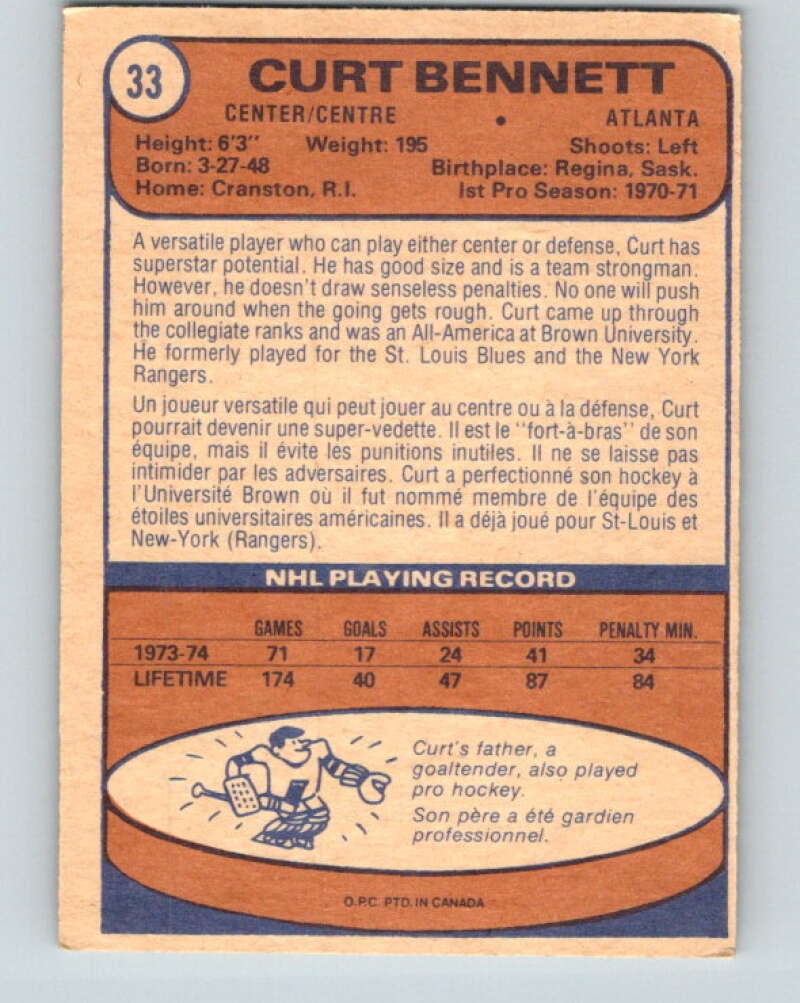 33
CURT BENNETT
CENTER/CENTRE • ATLANTA
Height: 6'3" Weight: 195 Shoots: Left
Born: 3-27-48 Birthplace: Regina, Sask.
Home: Cranston, R.I. Ist Pro Season: 1970-71
A versatile player who can play either center or defense, Curt has
superstar potential. He has good size and is a team strongman.
However, he doesn't draw senseless penalties. No one will push
him around when the going gets rough. Curt came up through
the collegiate ranks and was an All-America at Brown University.
He formerly played for the St. Louis Blues and the New York
Rangers.
Un joueur versatile qui peut jouer au centre ou à la défense, Curt
pourrait devenir une super-vedette. Il est le "fort-à-bras" de son
équipe, mais il évite les punitions inutiles. Il ne se laisse pas
intimider par les adversaires. Curt a perfectionné son hockey à
l'Université Brown où il fut nommé membre de l'équipe des
étoiles universitaires américaines. Il a déjà joué pour St-Louis et
New-York (Rangers).
NHL PLAYING RECORD
GAMES GOALS ASSISTS POINTS PENALTY MIN.
1973-74 71 17 24 41 34
LIFETIME 174 40 47 87 84
Curt's father, a
goaltender, also played
pro hockey.
Son père a été gardien
professionnel.
O.P.C. PTD. IN CANADA